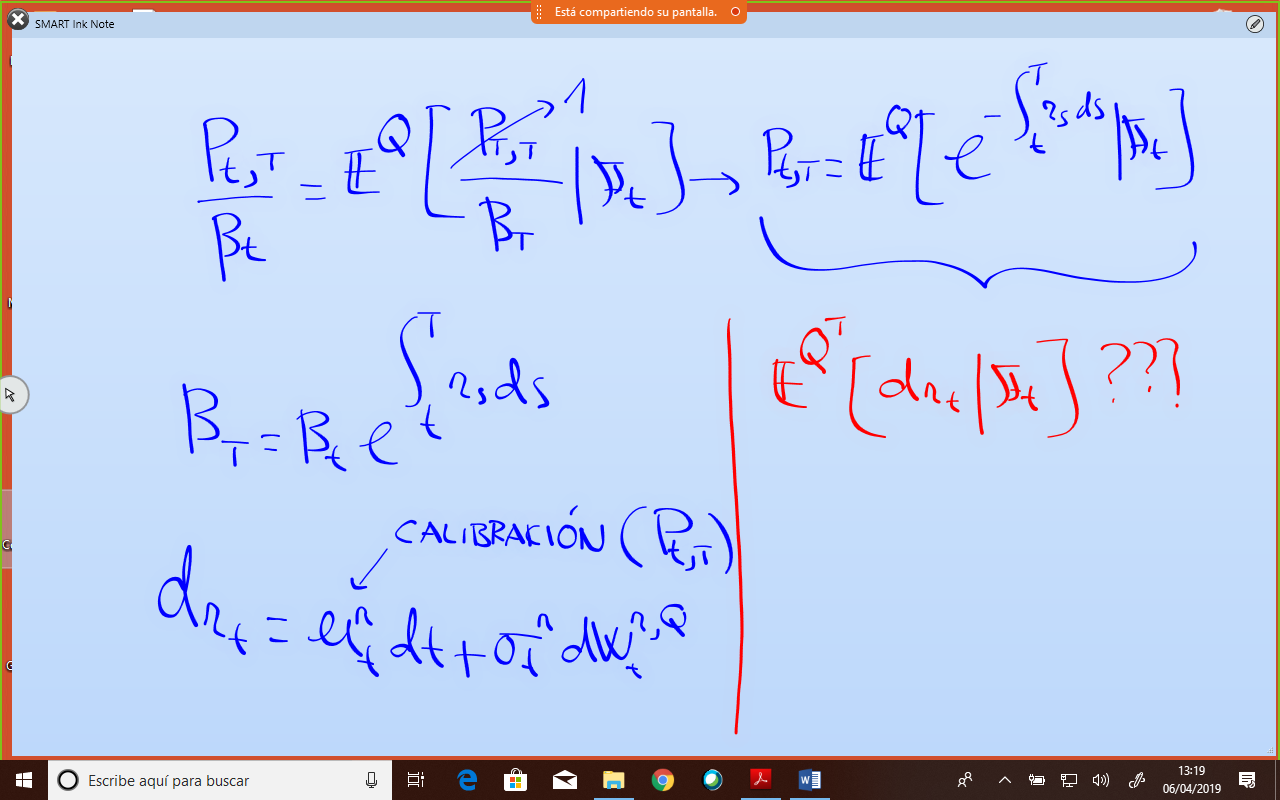 Está compartiendo su pantalla.
SMART Ink Note
P_{t,T} / B_t = 𝔼^Q [ P_{T,T} → 1 / B_T | 𝔽_t ] → P_{t,T} = 𝔼^Q [ e^{-∫_t^T r_s ds} | 𝔽_t ]
B_T = B_t e^{∫_t^T r_s ds}
𝔼^{Q^T} [ dr_t | 𝔽_t ] ???
CALIBRACIÓN (P_{t,T})
dr_t = μ_t^r dt + σ_t^r dW_t^{r,Q}
Escribe aquí para buscar
13:19
06/04/2019